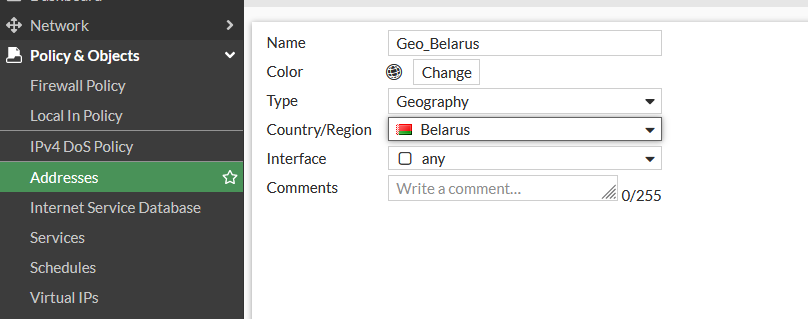 Network
Policy & Objects
Firewall Policy
Local In Policy
IPv4 DoS Policy
Addresses
Internet Service Database
Services
Schedules
Virtual IPs
Name Geo_Belarus
Color Change
Type Geography
Country/Region Belarus
Interface any
Comments Write a comment... 0/255